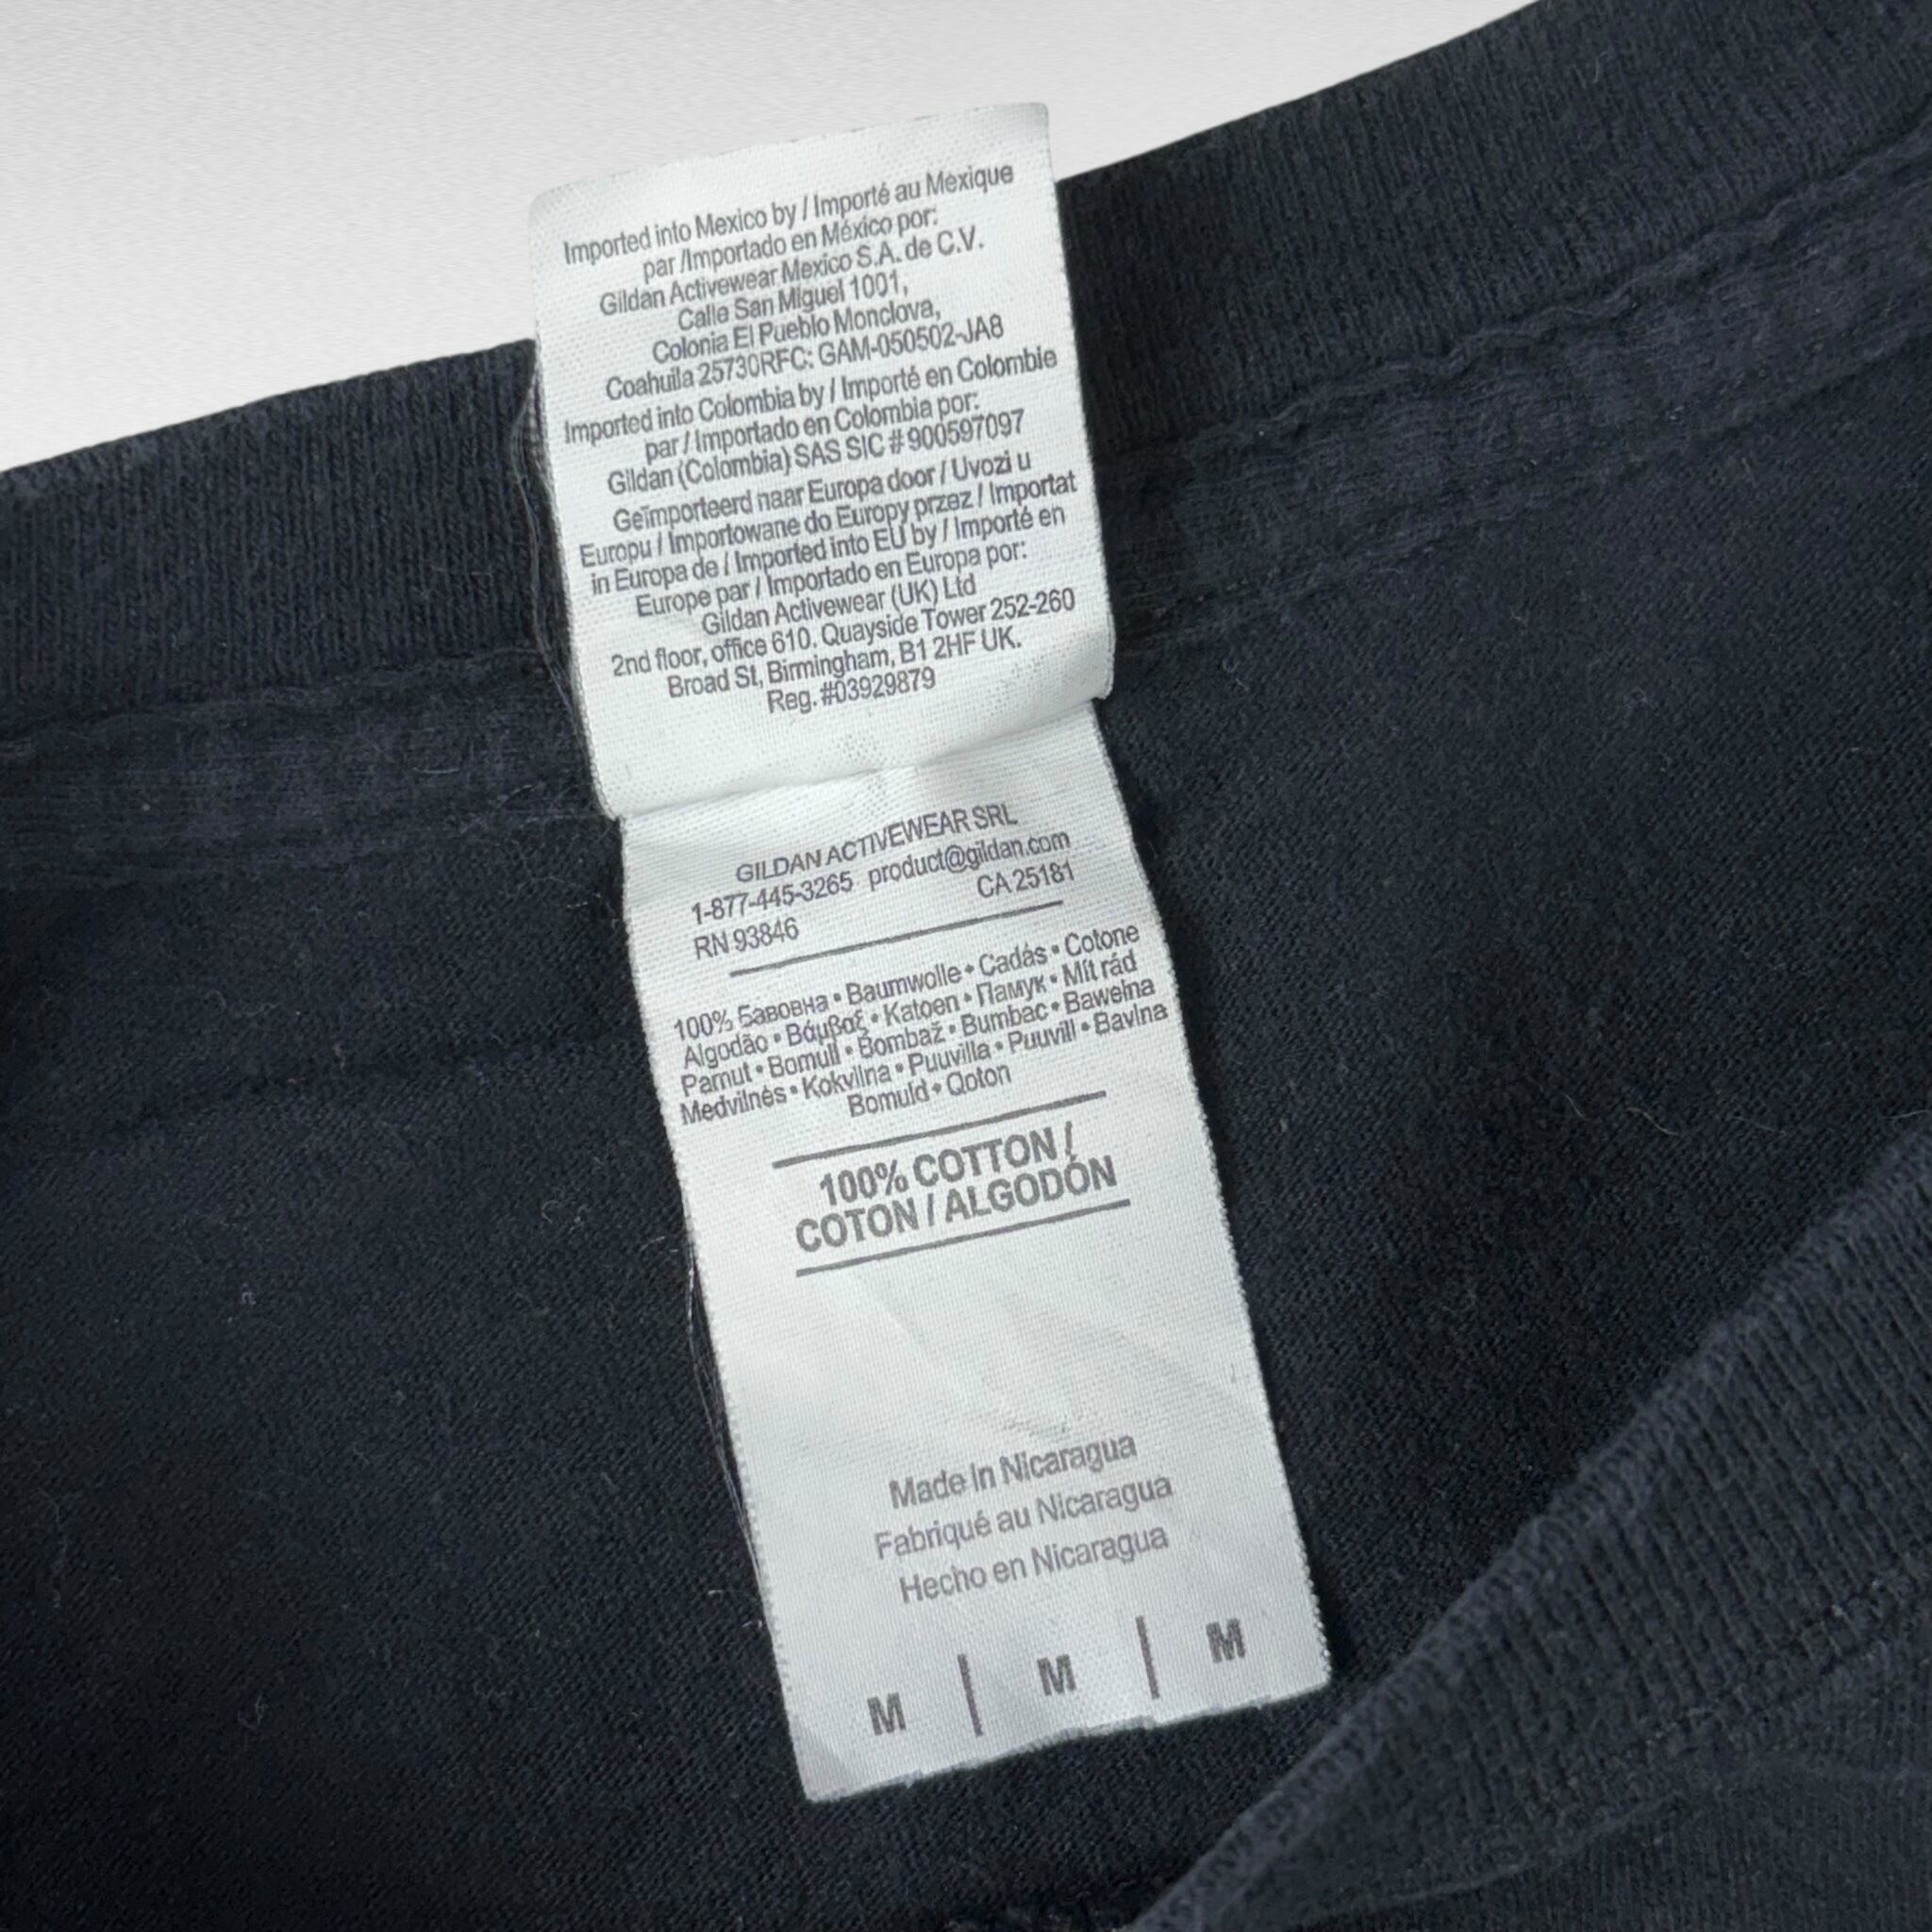 Imported into Mexico by / Importé au Mexique
par /Importado en México por:
Gildan Activewear Mexico S.A. de C.V.
Calle San Miguel 1001,
Colonia El Pueblo Monclova,
Coahuila 25730RFC: GAM-050502-JA8
Imported into Colombia by / Importé en Colombie
par / Importado en Colombia por:
Gildan (Colombia) SAS SIC # 900597097
Geïmporteerd naar Europa door / Uvozi u
Europu / Importowane do Europy przez / Importat
in Europa de / Imported into EU by / Importé en
Europe par / Importado en Europa por:
Gildan Activewear (UK) Ltd
2nd floor, office 610. Quayside Tower 252-260
Broad St, Birmingham, B1 2HF UK.
Reg. #03929879
GILDAN ACTIVEWEAR SRL
1-877-445-3265 product@gildan.com
RN 93846 CA 25181
100% Бавовна • Baumwolle • Cadás • Cotone
Algodão • Βάμβαξ • Katoen • Памук • Mít rád
Pamut • Bomull • Bombaž • Bumbac • Bawełna
Medvilnės • Kokvilna • Puuvilla • Puuvill • Bavlna
Bomuld • Qoton
100% COTTON /
COTON / ALGODÓN
Made in Nicaragua
Fabriqué au Nicaragua
Hecho en Nicaragua
M | M | M